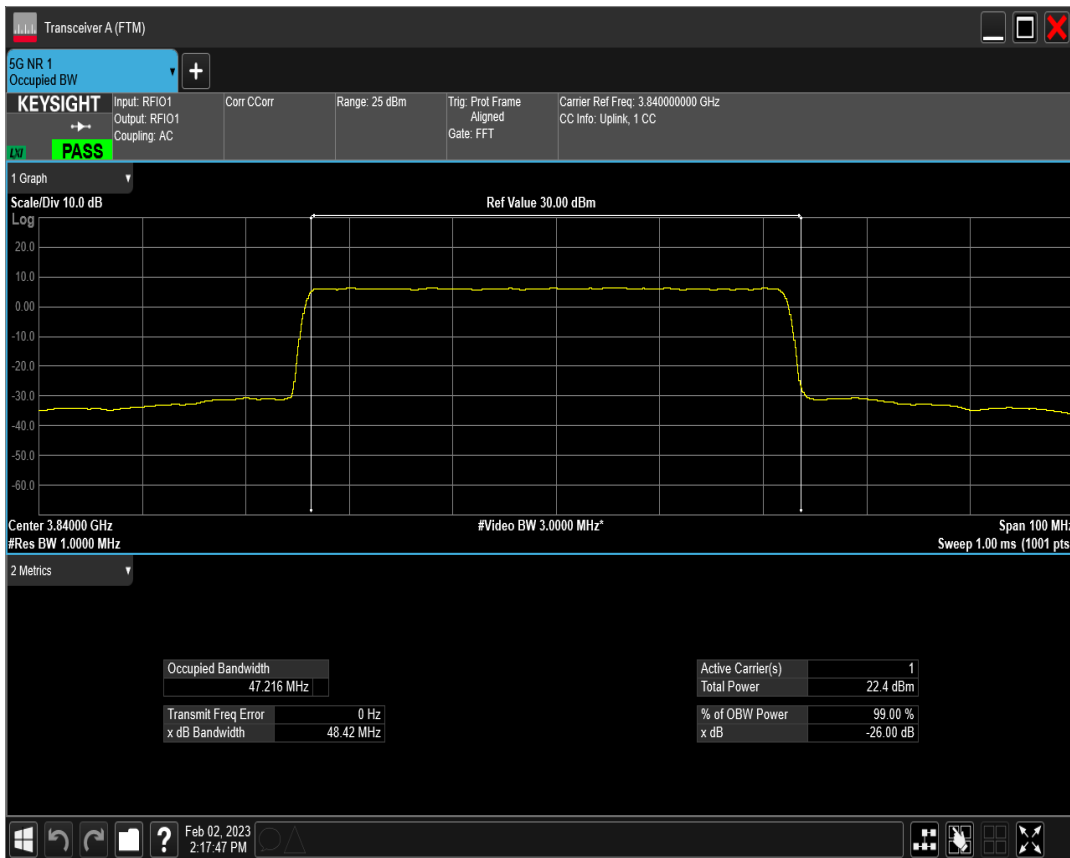 Transceiver A (FTM)
5G NR 1
Occupied BW
+
KEYSIGHT
LXI
PASS
Input: RFIO1
Output: RFIO1
Coupling: AC
Corr CCorr
Range: 25 dBm
Trig: Prot Frame
Aligned
Gate: FFT
Carrier Ref Freq: 3.840000000 GHz
CC Info: Uplink, 1 CC
1 Graph
Scale/Div 10.0 dB
Ref Value 30.00 dBm
Log
20.0
10.0
0.00
-10.0
-20.0
-30.0
-40.0
-50.0
-60.0
Center 3.84000 GHz
#Video BW 3.0000 MHz*
Span 100 MHz
#Res BW 1.0000 MHz
Sweep 1.00 ms (1001 pts
2 Metrics
Occupied Bandwidth
47.216 MHz
Transmit Freq Error 0 Hz
x dB Bandwidth 48.42 MHz
Active Carrier(s) 1
Total Power 22.4 dBm
% of OBW Power 99.00 %
x dB -26.00 dB
?
Feb 02, 2023
2:17:47 PM